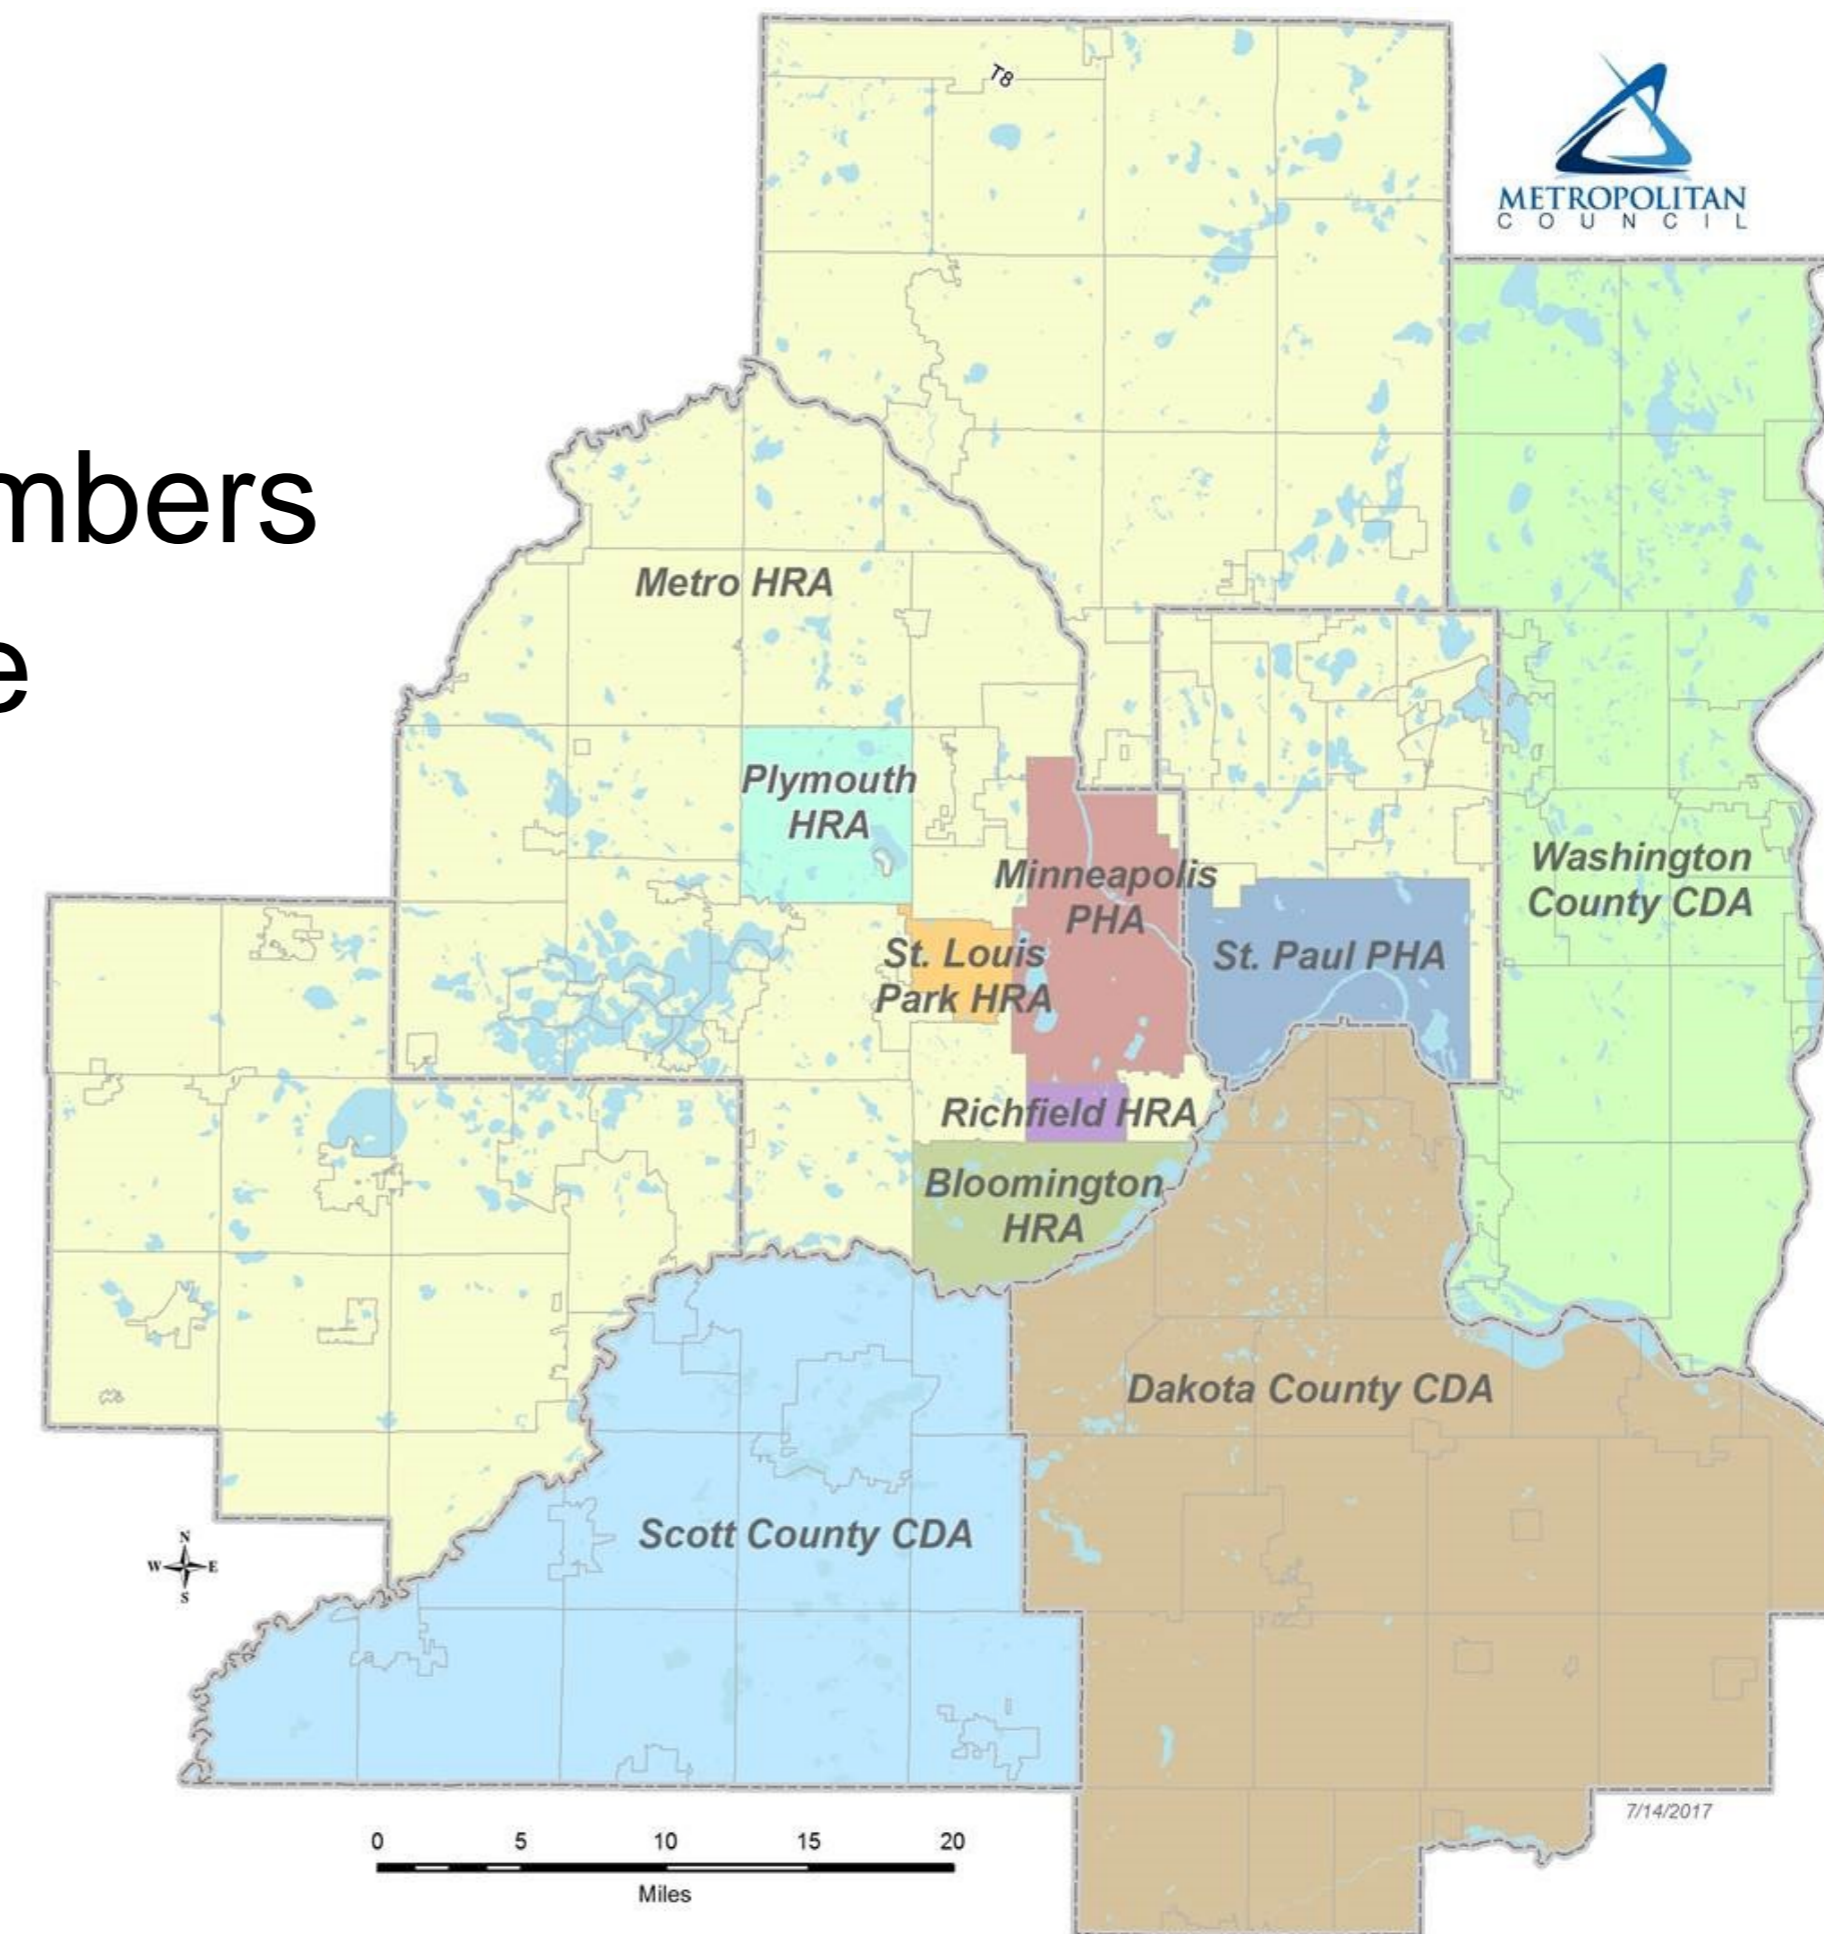 T8
METROPOLITAN
COUNCIL
mbers
e
Metro HRA
Plymouth
HRA
Minneapolis
PHA
Washington
County CDA
St. Louis
Park HRA
St. Paul PHA
Richfield HRA
Bloomington
HRA
Dakota County CDA
Scott County CDA
N
W E
S
7/14/2017
0 5 10 15 20
Miles